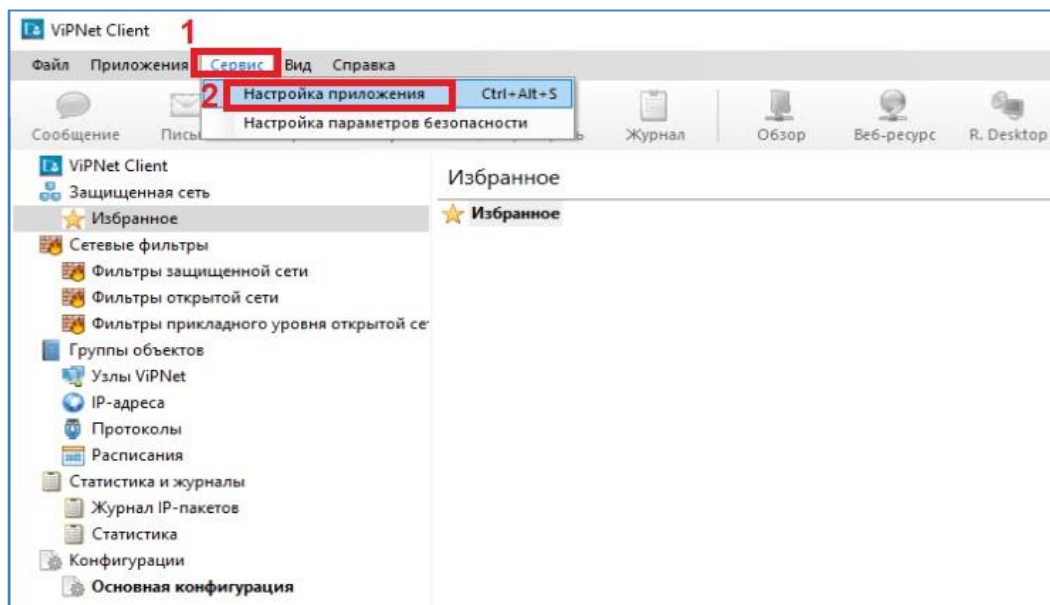 ViPNet Client
1
Файл Приложения Сервис Вид Справка
2 Настройка приложения Ctrl+Alt+S
Настройка параметров безопасности
Сообщение Журнал Обзор Веб-ресурс R. Desktop
ViPNet Client
Защищенная сеть
Избранное
Сетевые фильтры
Фильтры защищенной сети
Фильтры открытой сети
Фильтры прикладного уровня открытой
Группы объектов
Узлы ViPNet
IP-адреса
Протоколы
Расписания
Статистика и журналы
Журнал IP-пакетов
Статистика
Конфигурации
Основная конфигурация
Избранное
Избранное